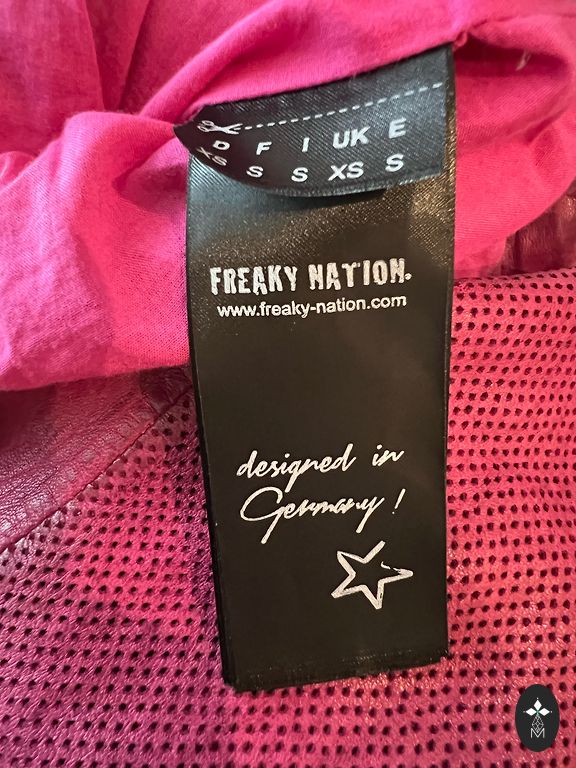 D F I UK E
XS S S XS S
FREAKY NATION.
www.freaky-nation.com
designed in
Germany!
M